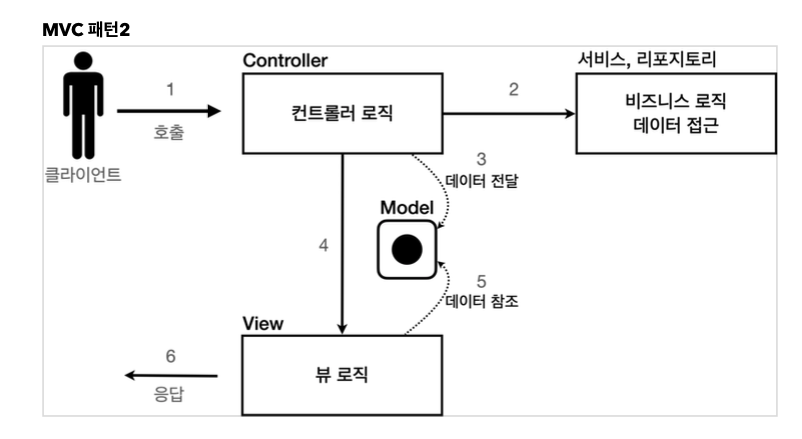 MVC 패턴2
Controller
서비스, 리포지토리
1
호출
컨트롤러 로직
2
비즈니스 로직
데이터 접근
클라이언트
3
데이터 전달
Model
4
5
데이터 참조
View
뷰 로직
6
응답